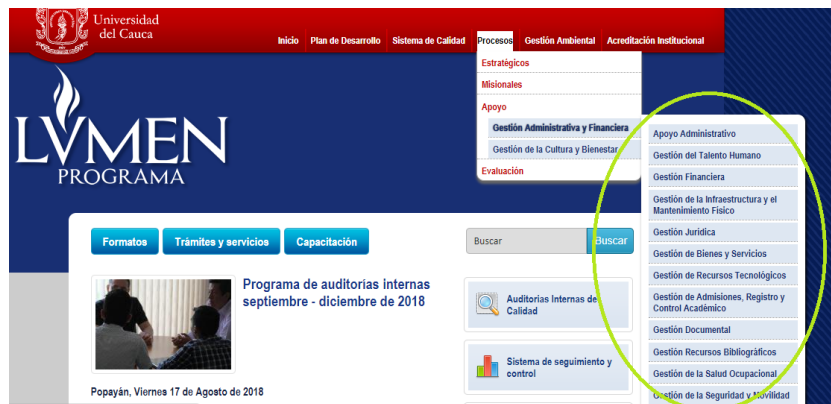 Universidad
del Cauca
Inicio Plan de Desarrollo Sistema de Calidad Procesos Gestión Ambiental Acreditación Institucional
Estratégicos
Misionales
Apoyo
Gestión Administrativa y Financiera
Gestión de la Cultura y Bienestar
Evaluación
Apoyo Administrativo
Gestión del Talento Humano
Gestión Financiera
Gestión de la Infraestructura y el
Mantenimiento Físico
Gestión Jurídica
Gestión de Bienes y Servicios
Gestión de Recursos Tecnológicos
Gestión de Admisiones, Registro y
Control Académico
Gestión Documental
Gestión Recursos Bibliográficos
Gestión de la Salud Ocupacional
Gestión de la Seguridad y Movilidad
LVMEN
PROGRAMA
Formatos Trámites y servicios Capacitación
Buscar Buscar
Programa de auditorías internas
septiembre - diciembre de 2018
Popayán, Viernes 17 de Agosto de 2018
Auditorías Internas de
Calidad
Sistema de seguimiento y
control